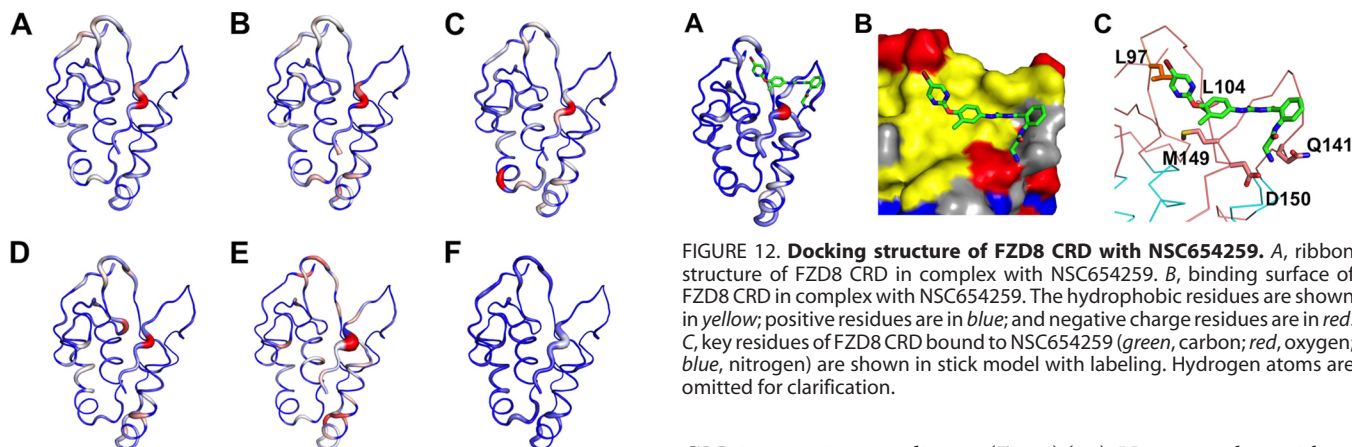 A
B
C
D
E
F
A
B
C
L97
L104
M149
Q141
D150
FIGURE 12. Docking structure of FZD8 CRD with NSC654259. A, ribbon
structure of FZD8 CRD in complex with NSC654259. B, binding surface of
FZD8 CRD in complex with NSC654259. The hydrophobic residues are shown
in yellow; positive residues are in blue; and negative charge residues are in red.
C, key residues of FZD8 CRD bound to NSC654259 (green, carbon; red, oxygen;
blue, nitrogen) are shown in stick model with labeling. Hydrogen atoms are
omitted for clarification.